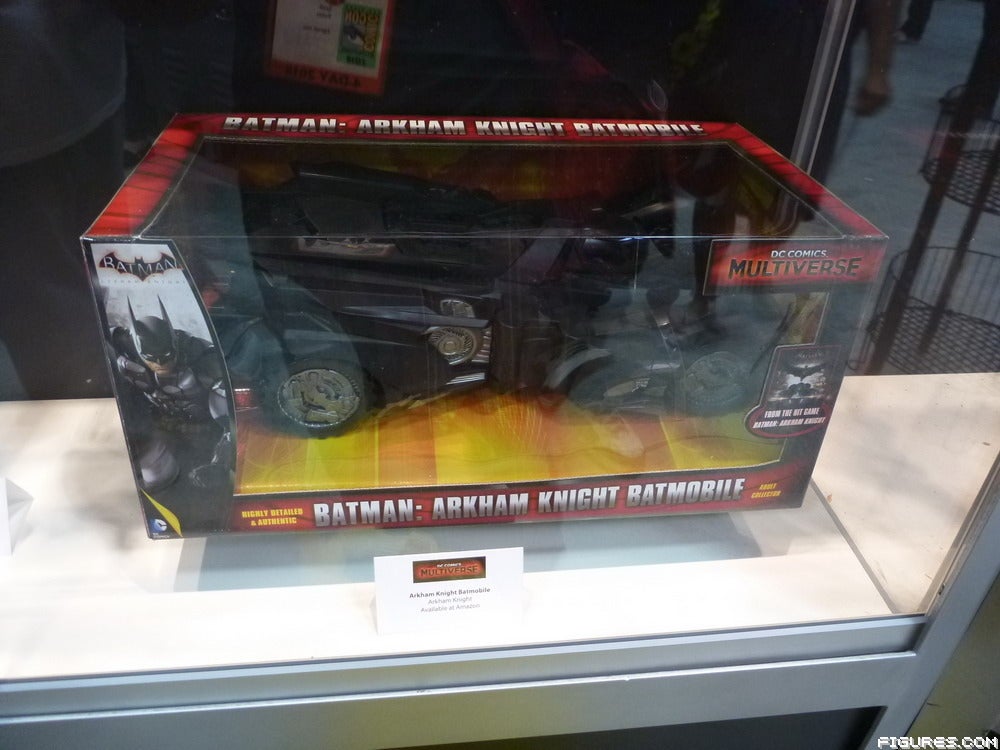 BATMAN: ARKHAM KNIGHT BATMOBILE
BATMAN
DC COMICS
MULTIVERSE
FROM THE HIT GAME
BATMAN: ARKHAM KNIGHT
HIGHLY DETAILED
& AUTHENTIC
BATMAN: ARKHAM KNIGHT BATMOBILE
ADULT
COLLECTOR
DC COMICS
MULTIVERSE
Arkham Knight Batmobile
Arkham Knight
Available at Amazon
FIGURES.COM